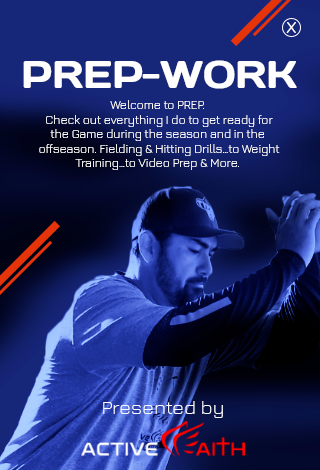 X
PREP-WORK
Welcome to PREP.
Check out everything I do to get ready for
the Game during the season and in the
offseason. Fielding & Hitting Drills...to Weight
Training...to Video Prep & More.
Presented by
ACTIVE FAITH